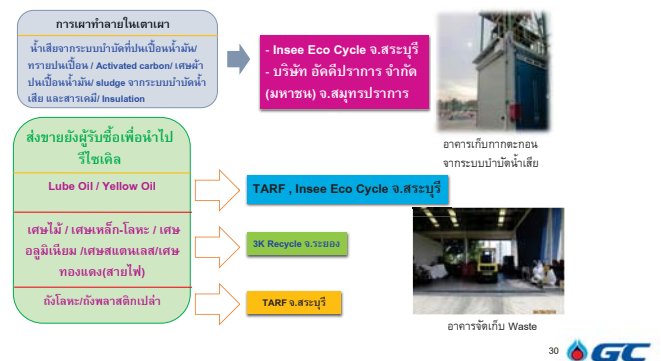 การเผาทำลายในเตาเผา
น้ำเสียจากระบบบำบัดที่ปนเปื้อนน้ำมัน/
ทรายปนเปื้อน/ Activated carbon/ เศษผ้า
ปนเปื้อนน้ำมัน/ sludge จากระบบบำบัดน้ำ
เสีย และสารเคมี/ Insulation
- Insee Eco Cycle จ.สระบุรี
- บริษัท อัคคีปราการ จำกัด
(มหาชน) จ.สมุทรปราการ
อาคารเก็บกากตะกอน
จากระบบบำบัดน้ำเสีย
ส่งขายยังผู้รับซื้อเพื่อนำไป
รีไซเคิล
Lube Oil / Yellow Oil
TARF , Insee Eco Cycle จ.สระบุรี
เศษไม้ / เศษเหล็ก-โลหะ / เศษ
อลูมิเนียม /เศษสแตนเลส/เศษ
ทองแดง(สายไฟ)
3K Recycle จ.ระยอง
ถังโลหะ/ถังพลาสติกเปล่า
TARF จ.สระบุรี
อาคารจัดเก็บ Waste
30
GC